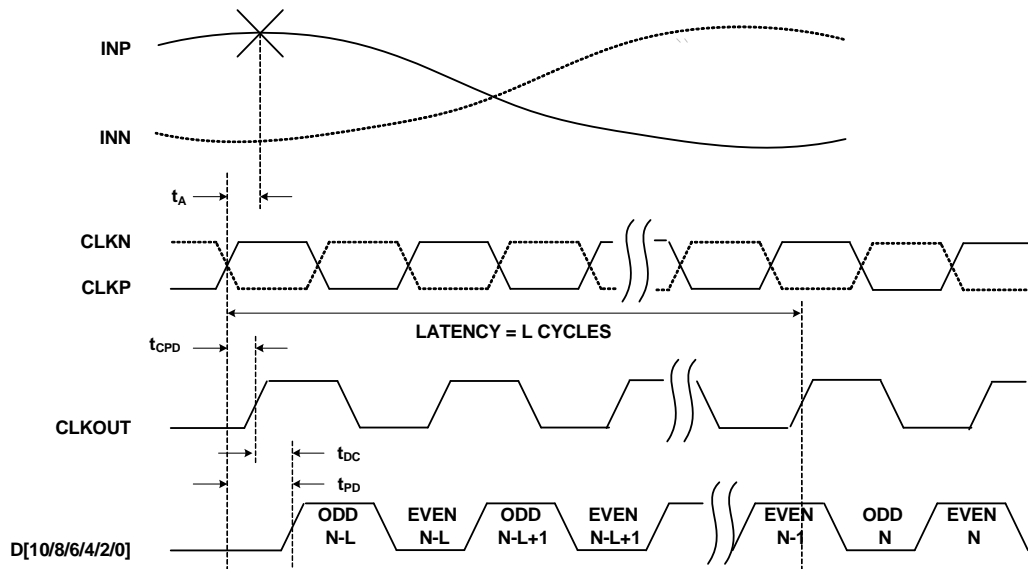 INP
INN
tA
CLKN
CLKP
LATENCY = L CYCLES
tCPD
CLKOUT
tDC
tPD
ODD N-L
EVEN N-L
ODD N-L+1
EVEN N-L+1
EVEN N-1
ODD N
EVEN N
D[10/8/6/4/2/0]